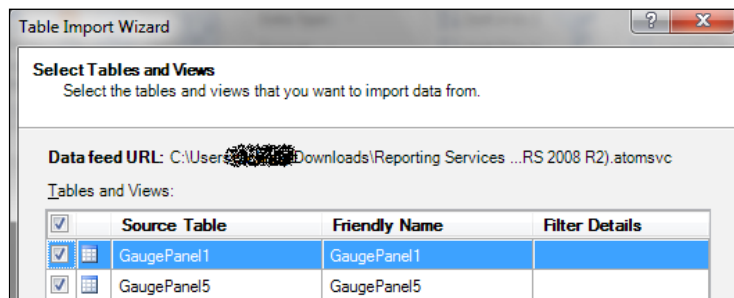 Table Import Wizard
Select Tables and Views
Select the tables and views that you want to import data from.
Data feed URL: C:\Users Downloads\Reporting Services ...RS 2008 R2).atomsvc
Tables and Views:
Source Table Friendly Name Filter Details
GaugePanel1 GaugePanel1
GaugePanel5 GaugePanel5